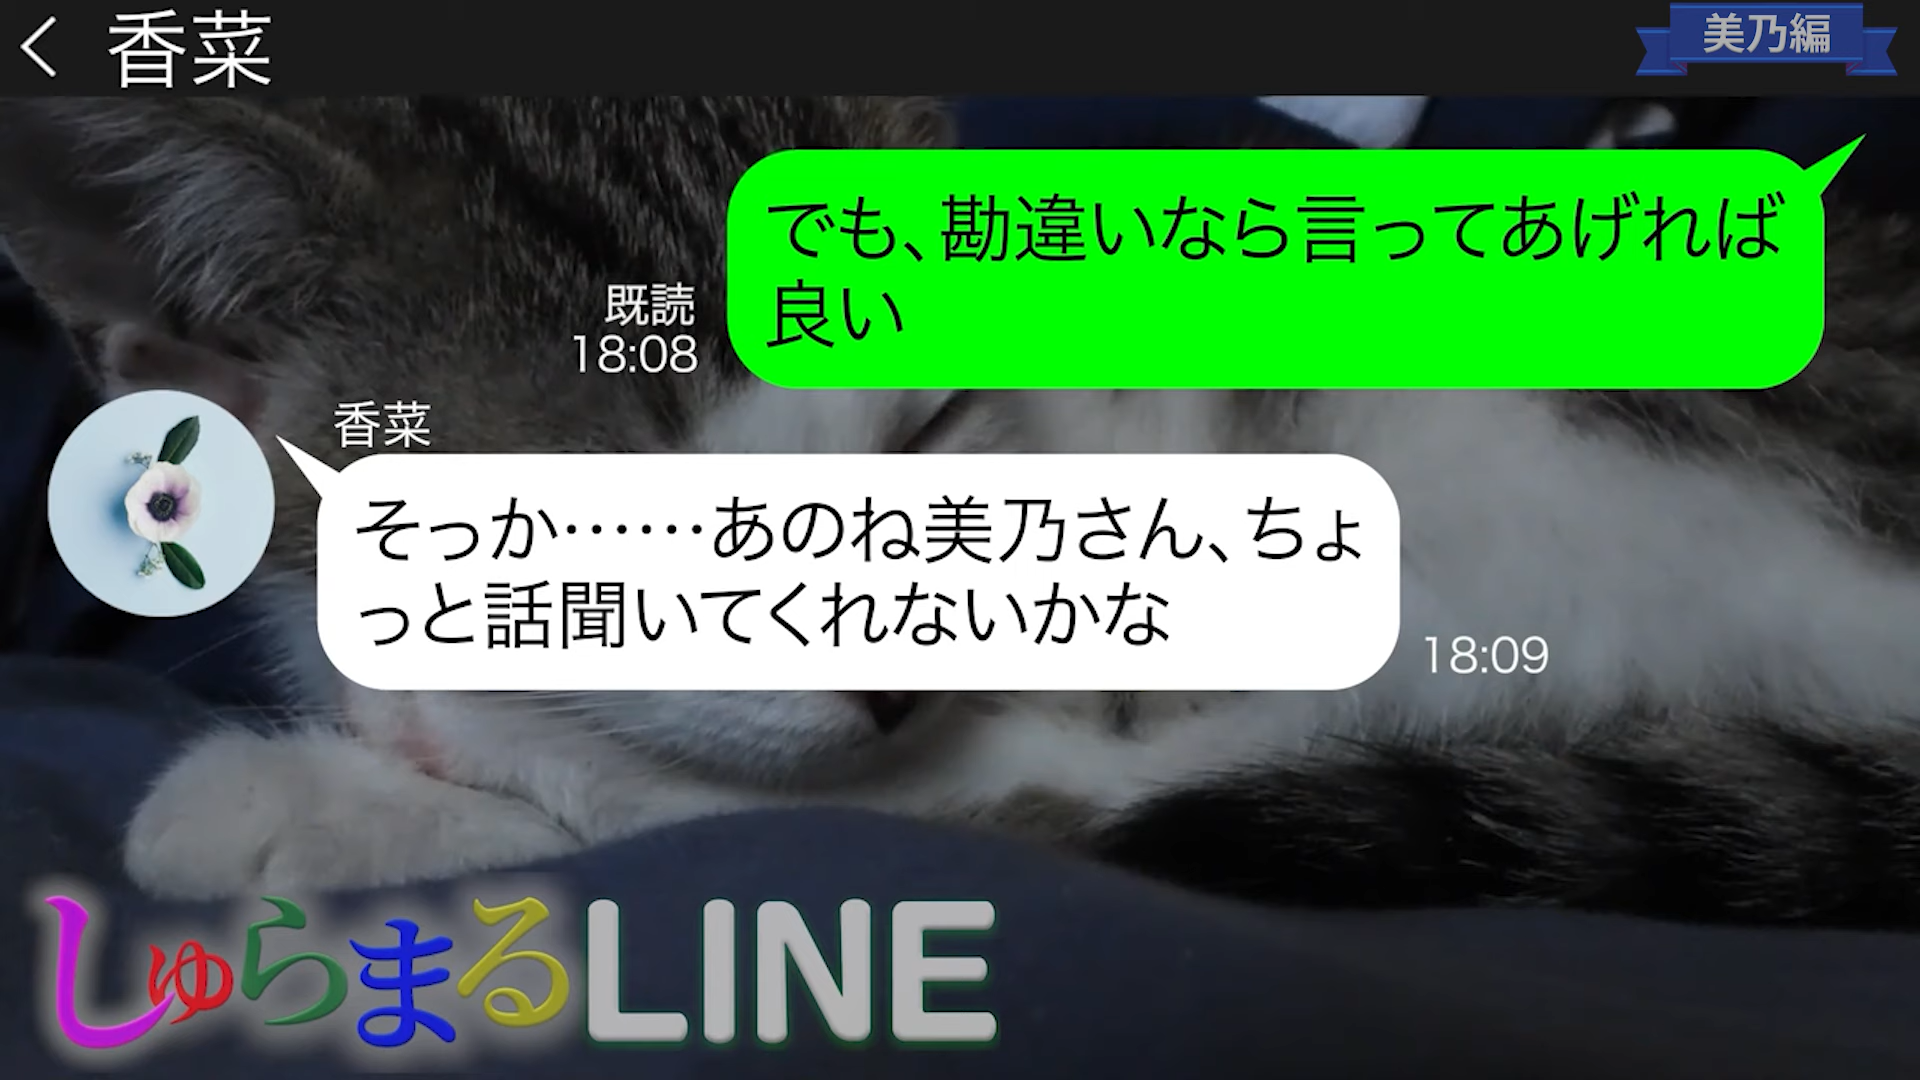 香菜
美乃編
でも、勘違いなら言ってあげれば
良い
既読
18:08
香菜
そっか……あのね美乃さん、ちょ
っと話聞いてくれないかな
18:09
しゅらまるLINE